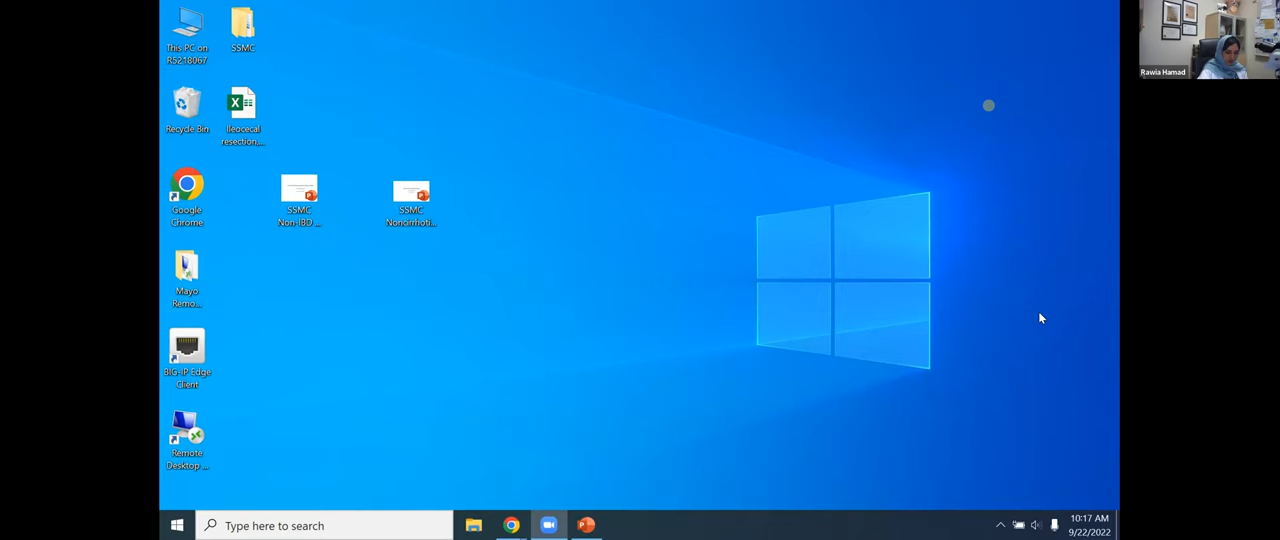 This PC on
R5218067
SSMC
Recycle Bin
Ileocecal
resection,...
Google
Chrome
SSMC
Non-IBD ...
SSMC
Noncirrhoti...
Mayo
Remo...
BIG-IP Edge
Client
Remote
Desktop ...
Type here to search
10:17 AM
9/22/2022
Rawia Hamad